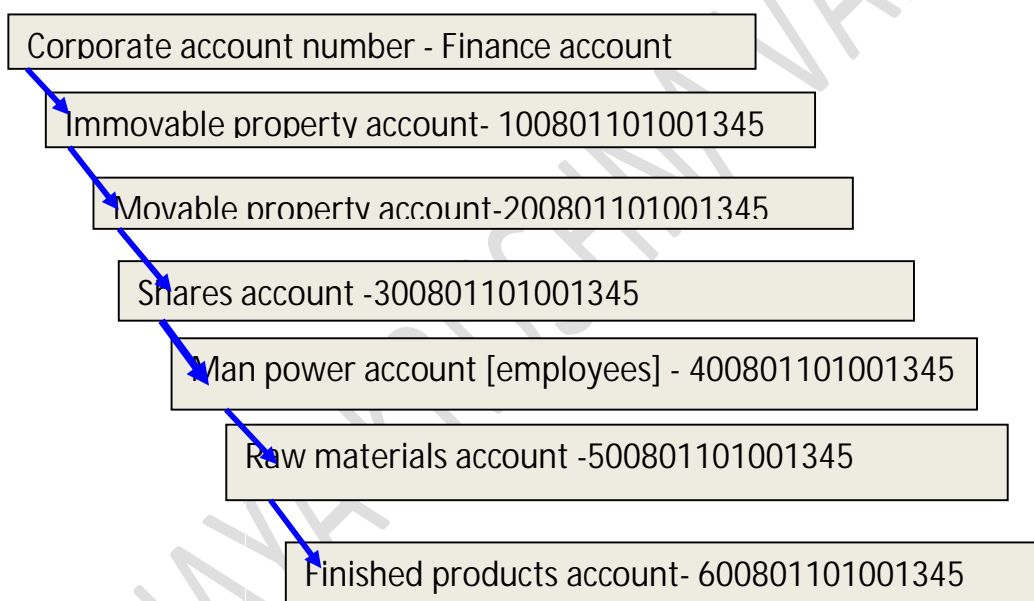 Corporate account number - Finance account
Immovable property account- 100801101001345
Movable property account-200801101001345
Shares account -300801101001345
Man power account [employees] - 400801101001345
Raw materials account -500801101001345
Finished products account- 600801101001345